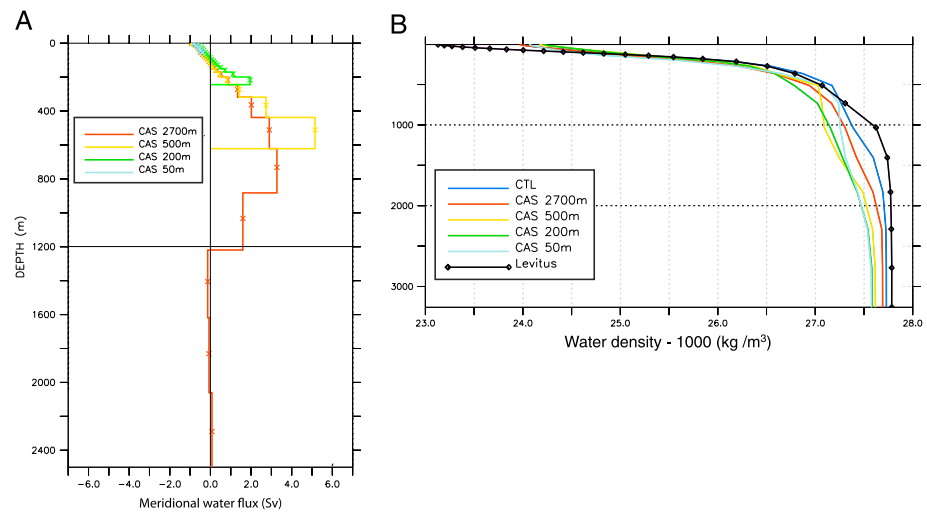 A
0
400
800
1200
1600
2000
2400
DEPTH (m)
CAS 2700m
CAS 500m
CAS 200m
CAS 50m
-6.0 -4.0 -2.0 0.0 2.0 4.0 6.0
Meridional water flux (Sv)
B
1000
2000
3000
CTL
CAS 2700m
CAS 500m
CAS 200m
CAS 50m
Levitus
23.0 24.0 25.0 26.0 27.0 28.0
Water density - 1000 (kg /m³)